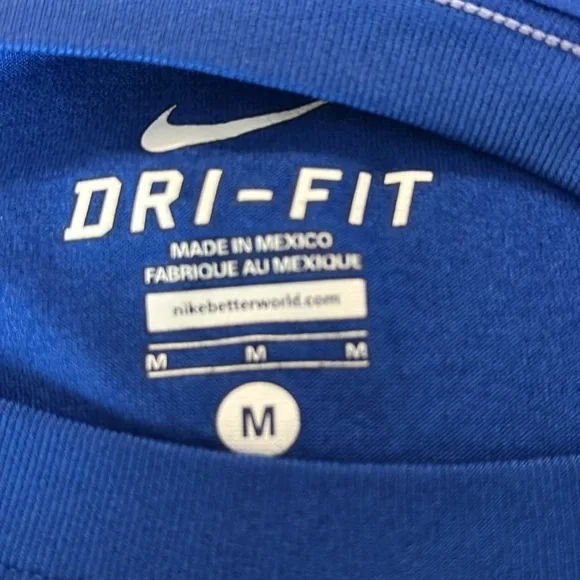 DRI-FIT
MADE IN MEXICO
FABRIQUE AU MEXIQUE
nikebetterworld.com
M M M
M